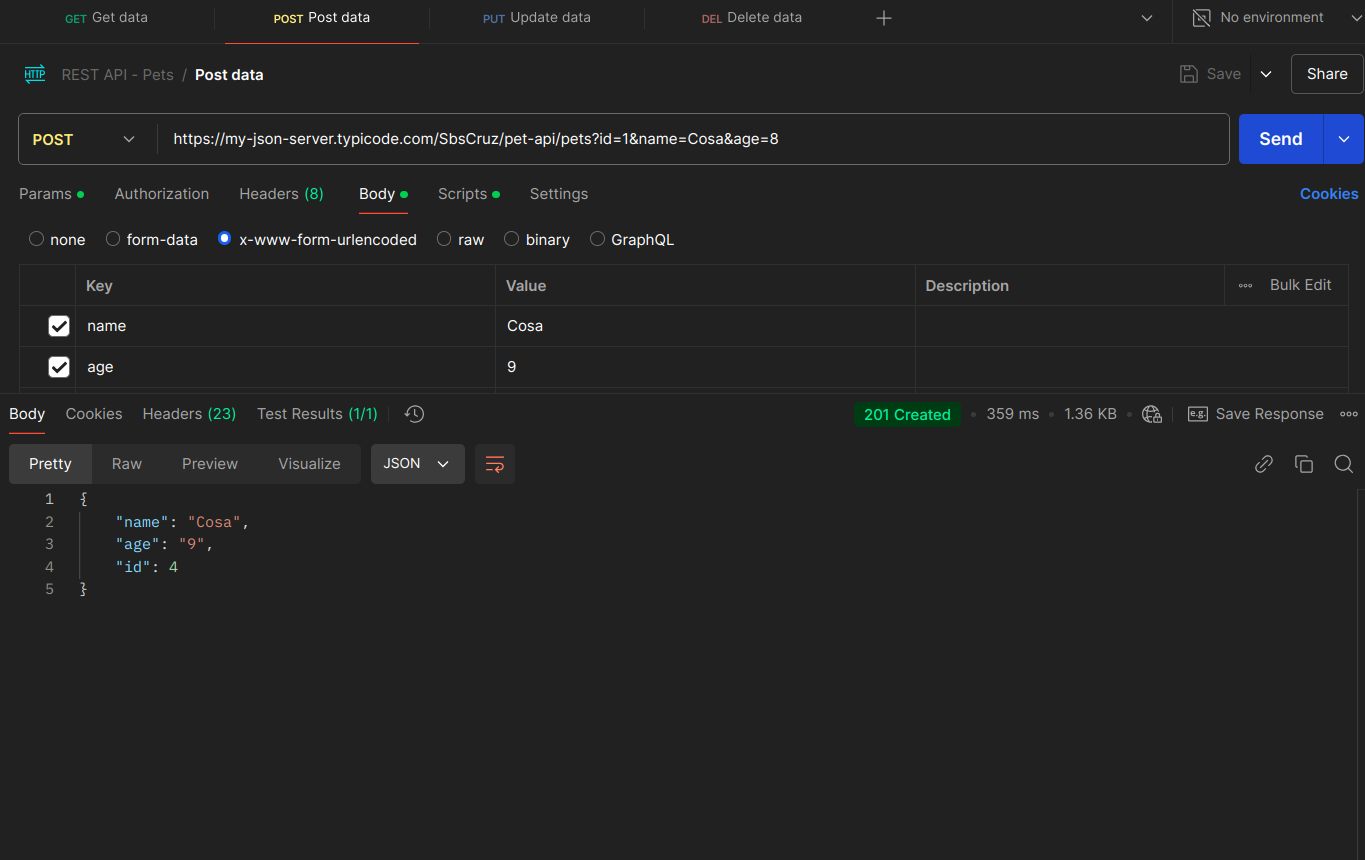 GET Get data POST Post data PUT Update data DEL Delete data No environment
HTTP REST API - Pets / Post data Save Share
POST https://my-json-server.typicode.com/SbsCruz/pet-api/pets?id=1&name=Cosa&age=8 Send
Params Authorization Headers (8) Body Scripts Settings Cookies
none form-data x-www-form-urlencoded raw binary GraphQL
Key Value Description Bulk Edit
name Cosa
age 9
Body Cookies Headers (23) Test Results (1/1) 201 Created 359 ms 1.36 KB e.g. Save Response
Pretty Raw Preview Visualize JSON
1 {
2 "name": "Cosa",
3 "age": "9",
4 "id": 4
5 }